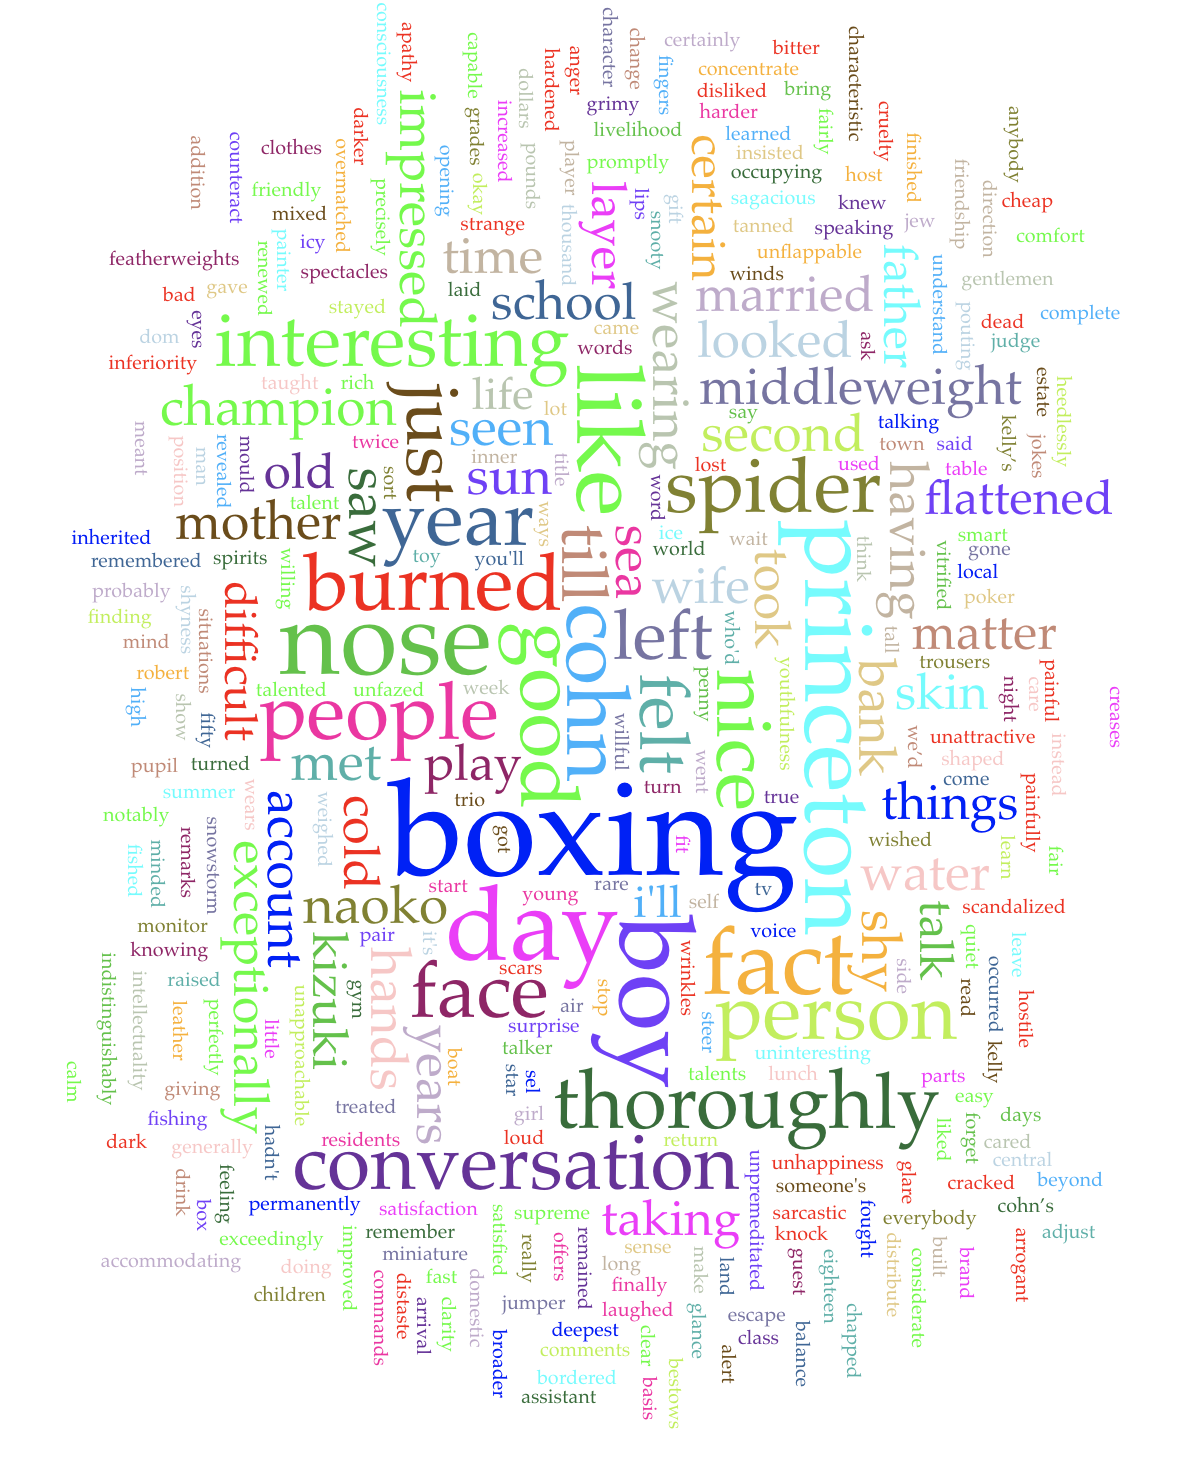 consciousness
apathy
capable
dollars
hardened
anger
character
change
fingers
certainly
bitter
characteristic
concentrate
disliked
bring
grimy
harder
fairly
cruelty
finished
anybody
addition
counteract
clothes
darker
overmatched
impressed
grades
increased
livelihood
learned
insisted
promptly
certain
occupying
host
friendship
direction
cheap
friendly
precisely
opening
okay
pounds
player
thousand
layer
lips
gift
snooty
sagacious
knew
jew
mixed
strange
tanned
speaking
comfort
icy
painter
renewed
featherweights
spectacles
time
unflappable
father
understand
gentlemen
winds
bad
gave
stayed
laid
school
wearing
married
pouting
dead
complete
eyes
dom
interesting
came
words
looked
ask
judge
inferiority
taught
rich
just
life
lot
like
middleweight
estate
heedlessly
champion
twice
seen
say
second
talking
kelly's
jokes
meant
position
man
revealed
mould
old
saw
sort
inner
sun
title
lost
used
town
said
table
having
talent
word
spider
flattened
inherited
mother
year
ways
till
sea
ice
wait
princeton
think
vitrified
smart
gone
remembered
spirits
toy
you'll
world
took
local
probably
willing
burned
wife
poker
finding
shyness
situations
difficult
nose
good
cohn
left
who'd
tall
matter
mind
trousers
robert
talented
unfazed
week
felt
penny
nice
youthfulness
bank
skin
night
care
painful
creases
high
show
fifty
people
willful
we'd
unattractive
instead
pupil
turned
met
play
went
shaped
summer
wears
account
weighed
cold
trio
boxing
turn
true
come
things
painfully
notably
remarks
snowstorm
got
fit
wished
learn
fair
fished
minded
exceptionally
water
start
young
rare
self
tv
monitor
naoko
day
i'll
boy
shy
talk
scandalized
knowing
kizuki
pair
it's
hands
voice
fact
side
quiet
leave
indistinguishably
intellectuality
raised
gym
face
scars
wrinkles
read
occurred
hostile
leather
perfectly
little
unapproachable
years
air
stop
surprise
steer
person
calm
boat
talker
uninteresting
kelly
giving
star
sel
talents
lunch
parts
easy
fishing
treated
girl
thoroughly
liked
forget
days
dark
generally
hadn't
residents
loud
return
cared
central
drink
box
feeling
conversation
unpremeditated
unhappiness
glare
cracked
beyond
permanently
satisfaction
satisfied
supreme
taking
someone's
sarcastic
fought
everybody
cohn's
exceedingly
improved
remember
really
offers
remained
knock
built
arrogant
adjust
accommodating
doing
miniature
long
sense
make
land
guest
eighteen
distribute
considerate
brand
children
commands
distaste
arrival
fast
clarity
domestic
jumper
finally
laughed
glance
escape
balance
chapped
broader
deepest
clear
class
comments
alert
bordered
basis
bestows
assistant